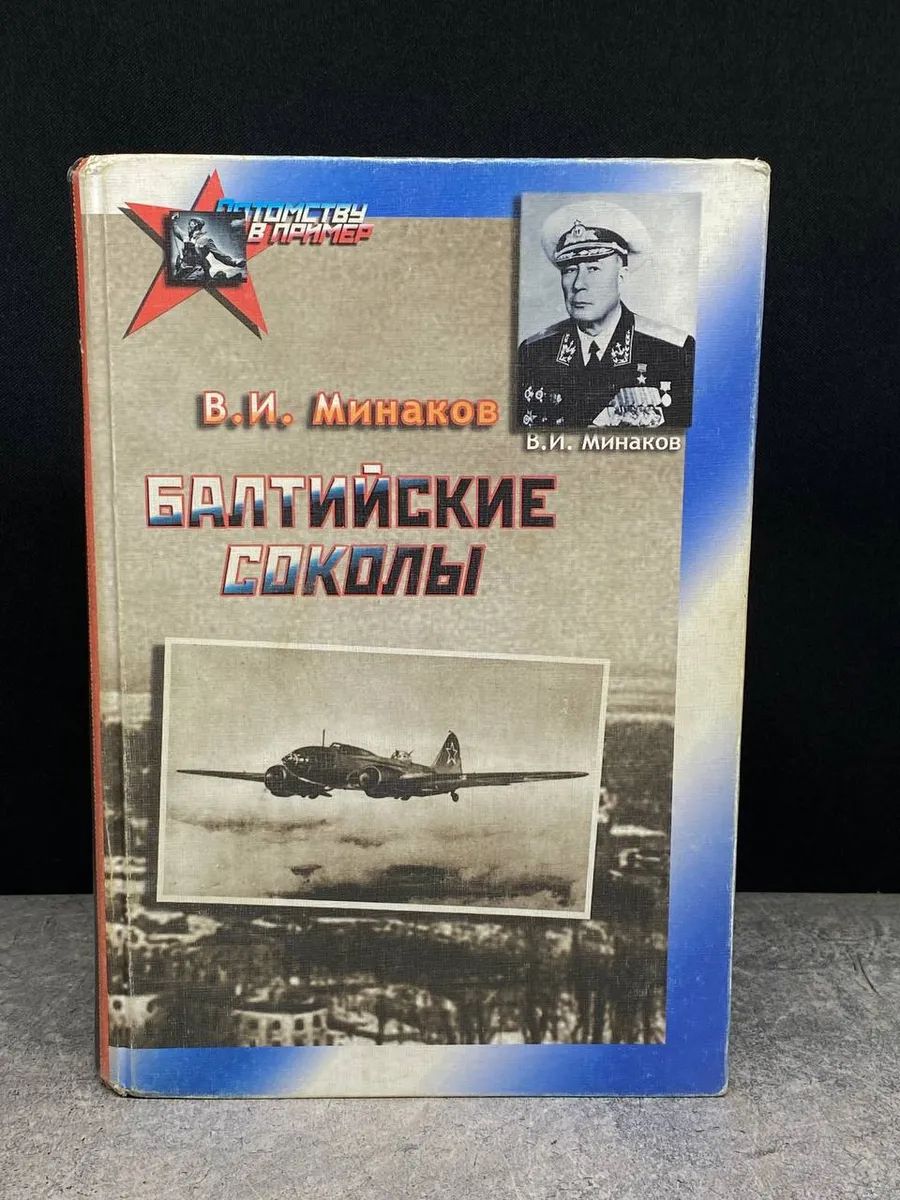 ПОТОМСТВУ
В ПРИМЕР
В.И. Минаков
В.И. Минаков
БАЛТИЙСКИЕ
СОКОЛЫ